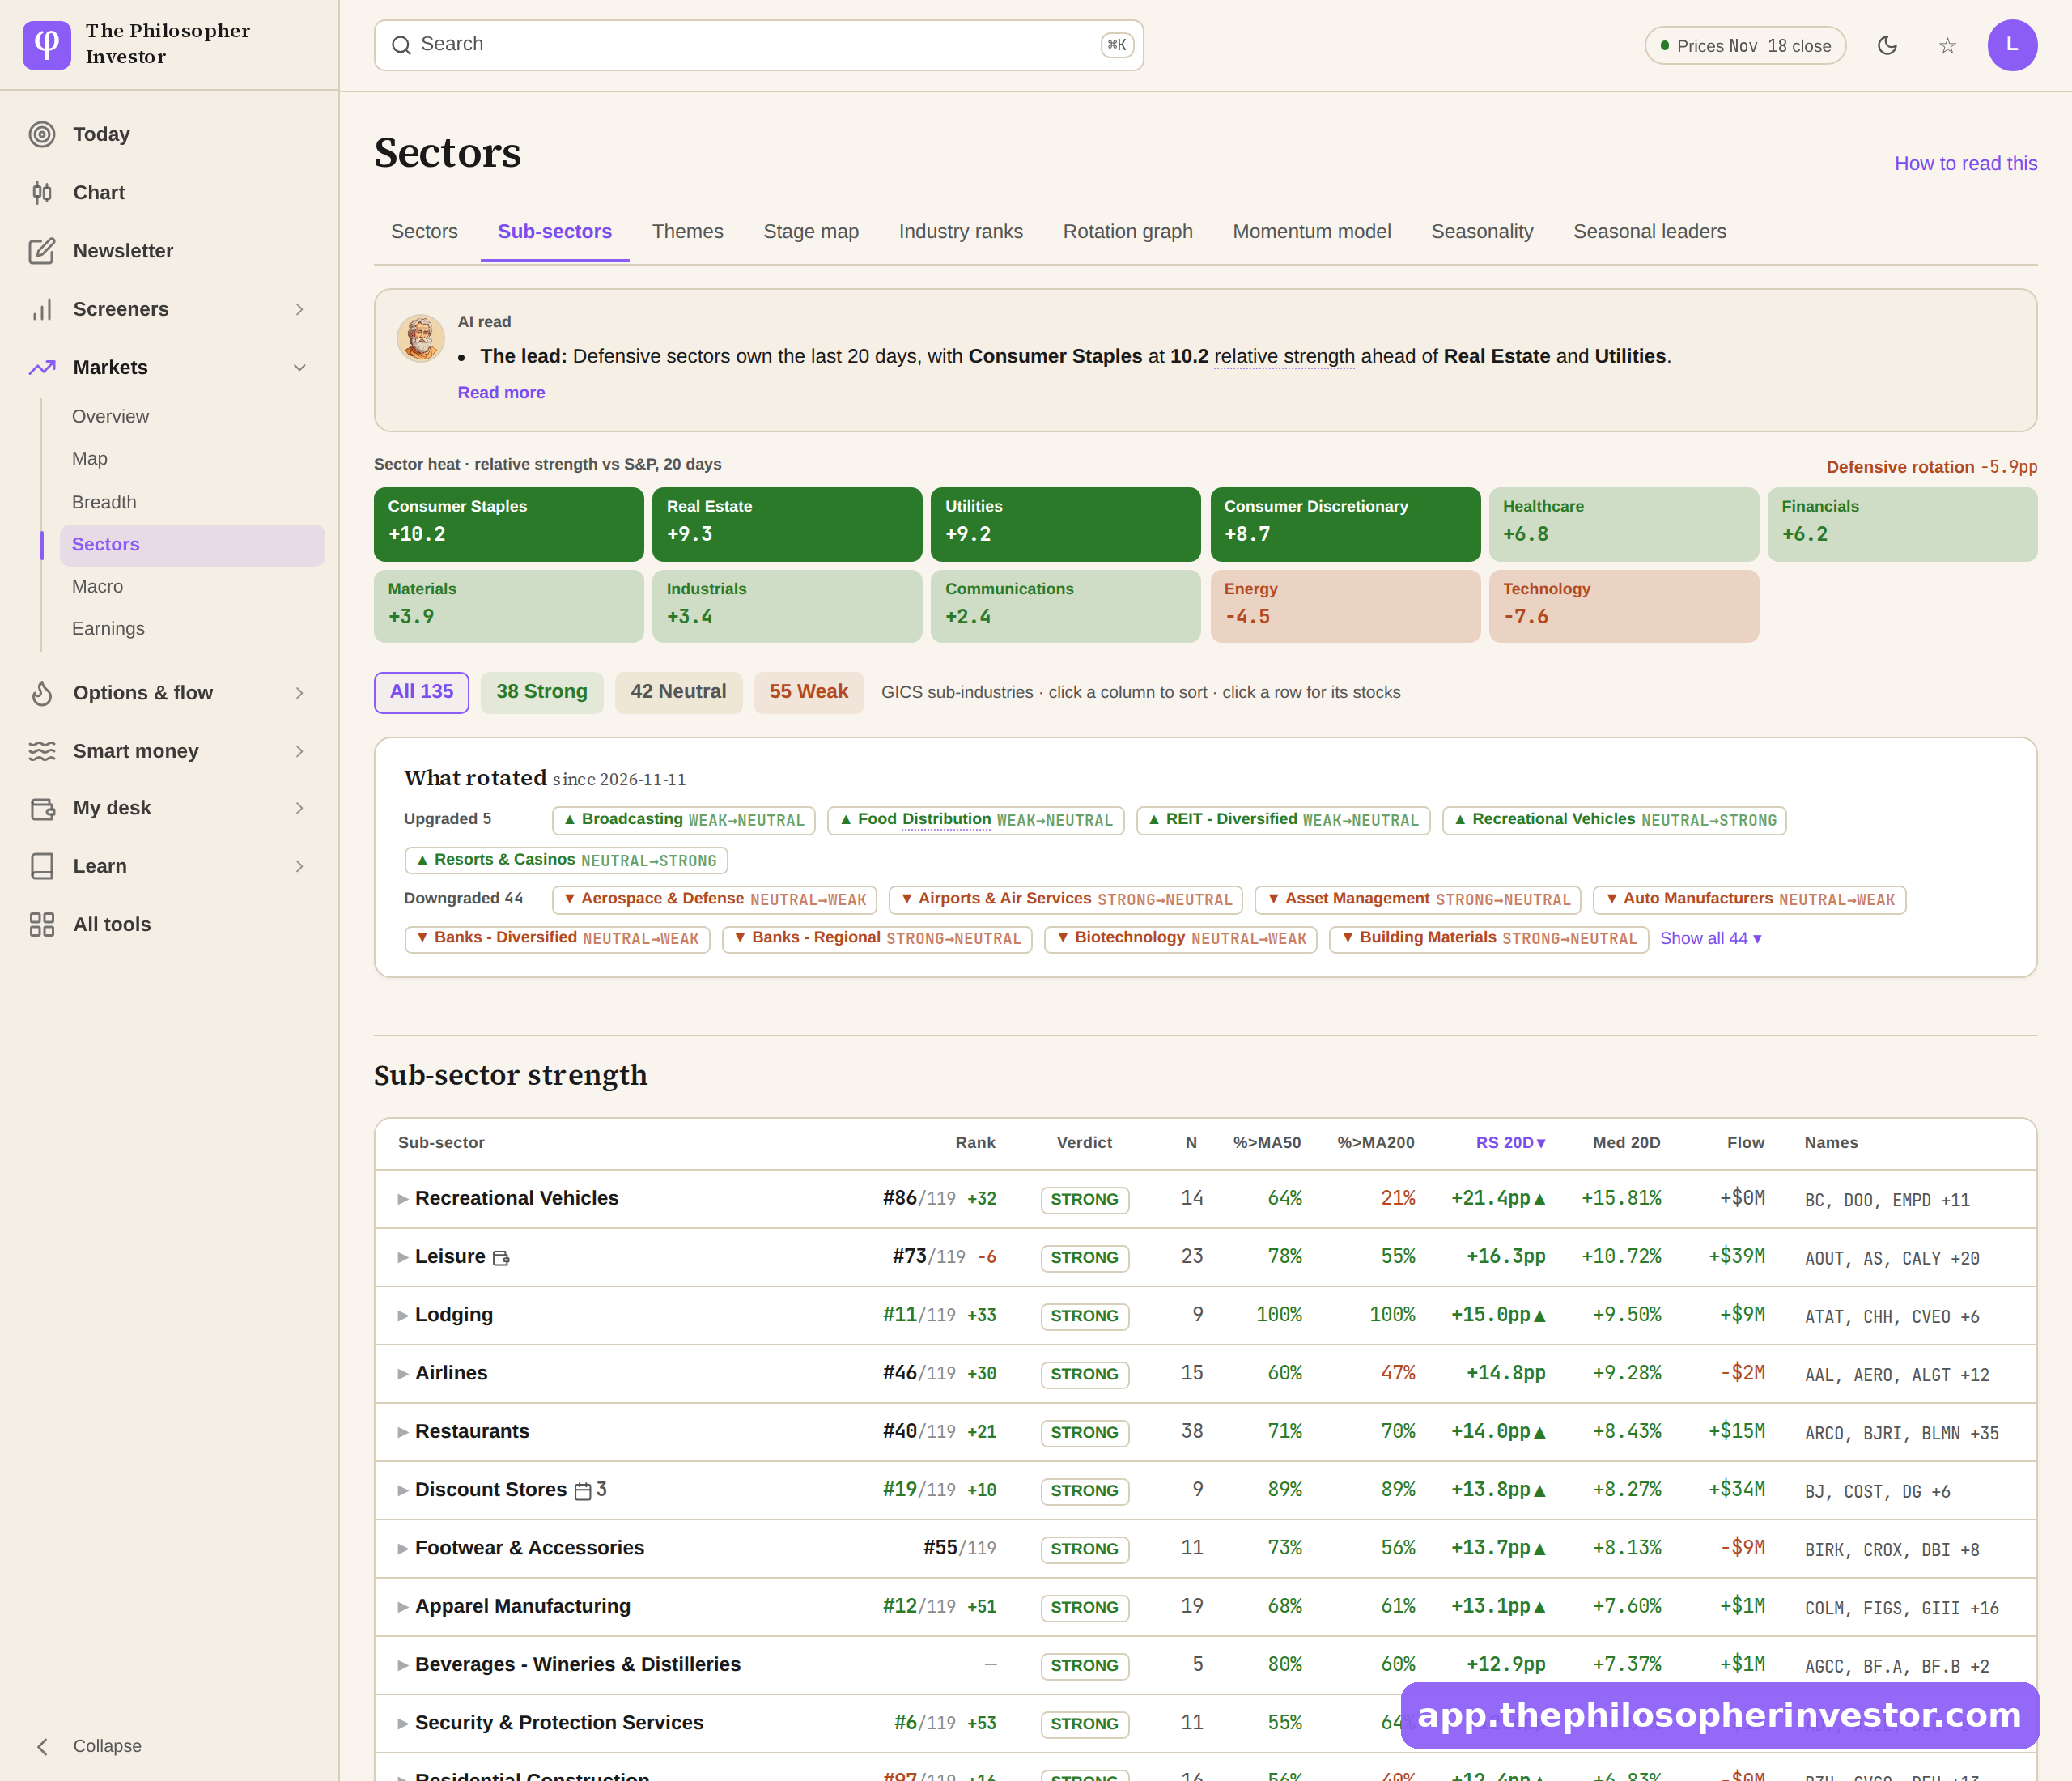 The Philosopher
Investor
Search
⌘K
Prices Nov 18 close
L
Today
Chart
Newsletter
Screeners
Markets
Overview
Map
Breadth
Sectors
Macro
Earnings
Options & flow
Smart money
My desk
Learn
All tools
Collapse
Sectors
How to read this
Sectors Sub-sectors Themes Stage map Industry ranks Rotation graph Momentum model Seasonality Seasonal leaders
AI read
• The lead: Defensive sectors own the last 20 days, with Consumer Staples at 10.2 relative strength ahead of Real Estate and Utilities.
Read more
Sector heat · relative strength vs S&P, 20 days
Defensive rotation -5.9pp
Consumer Staples Real Estate Utilities Consumer Discretionary Healthcare Financials
+10.2 +9.3 +9.2 +8.7 +6.8 +6.2
Materials Industrials Communications Energy Technology
+3.9 +3.4 +2.4 -4.5 -7.6
All 135 38 Strong 42 Neutral 55 Weak GICS sub-industries · click a column to sort · click a row for its stocks
What rotated since 2026-11-11
Upgraded 5 ▲ Broadcasting WEAK→NEUTRAL ▲ Food Distribution WEAK→NEUTRAL ▲ REIT - Diversified WEAK→NEUTRAL ▲ Recreational Vehicles NEUTRAL→STRONG
▲ Resorts & Casinos NEUTRAL→STRONG
Downgraded 44 ▼ Aerospace & Defense NEUTRAL→WEAK ▼ Airports & Air Services STRONG→NEUTRAL ▼ Asset Management STRONG→NEUTRAL ▼ Auto Manufacturers NEUTRAL→WEAK
▼ Banks - Diversified NEUTRAL→WEAK ▼ Banks - Regional STRONG→NEUTRAL ▼ Biotechnology NEUTRAL→WEAK ▼ Building Materials STRONG→NEUTRAL Show all 44 ▾
Sub-sector strength
Sub-sector Rank Verdict N %>MA50 %>MA200 RS 20D▼ Med 20D Flow Names
▶ Recreational Vehicles #86/119 +32 STRONG 14 64% 21% +21.4pp▲ +15.81% +$0M BC, DOO, EMPD +11
▶ Leisure #73/119 -6 STRONG 23 78% 55% +16.3pp +10.72% +$39M AOUT, AS, CALY +20
▶ Lodging #11/119 +33 STRONG 9 100% 100% +15.0pp▲ +9.50% +$9M ATAT, CHH, CVEO +6
▶ Airlines #46/119 +30 STRONG 15 60% 47% +14.8pp +9.28% -$2M AAL, AERO, ALGT +12
▶ Restaurants #40/119 +21 STRONG 38 71% 70% +14.0pp▲ +8.43% +$15M ARCO, BJRI, BLMN +35
▶ Discount Stores 3 #19/119 +10 STRONG 9 89% 89% +13.8pp▲ +8.27% +$34M BJ, COST, DG +6
▶ Footwear & Accessories #55/119 STRONG 11 73% 56% +13.7pp▲ +8.13% -$9M BIRK, CROX, DBI +8
▶ Apparel Manufacturing #12/119 +51 STRONG 19 68% 61% +13.1pp▲ +7.60% +$1M COLM, FIGS, GIII +16
▶ Beverages - Wineries & Distilleries — STRONG 5 80% 60% +12.9pp +7.37% +$1M AGCC, BF.A, BF.B +2
▶ Security & Protection Services #6/119 +53 STRONG 11 55% 64%
app.thephilosopherinvestor.com
▶ Residential Construction #97/119 +16 STRONG 16 56% 40% +12.4pp▲ +6.83% -$0M